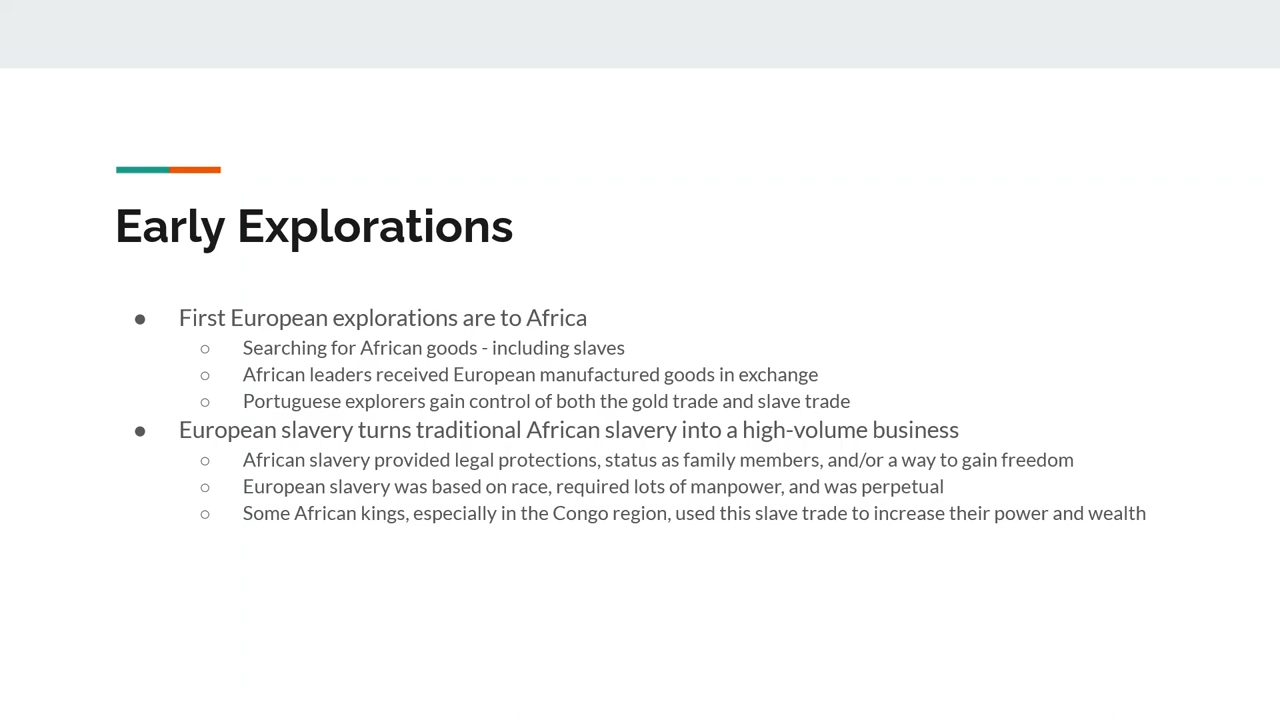 Early Explorations
● First European explorations are to Africa
○ Searching for African goods - including slaves
○ African leaders received European manufactured goods in exchange
○ Portuguese explorers gain control of both the gold trade and slave trade
● European slavery turns traditional African slavery into a high-volume business
○ African slavery provided legal protections, status as family members, and/or a way to gain freedom
○ European slavery was based on race, required lots of manpower, and was perpetual
○ Some African kings, especially in the Congo region, used this slave trade to increase their power and wealth